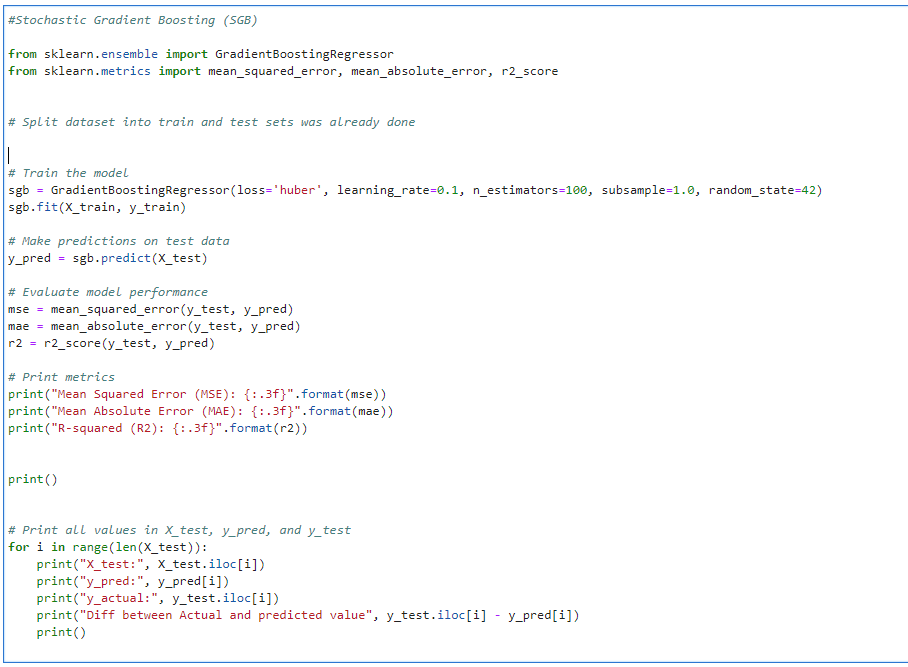 #Stochastic Gradient Boosting (SGB)
from sklearn.ensemble import GradientBoostingRegressor
from sklearn.metrics import mean_squared_error, mean_absolute_error, r2_score
# Split dataset into train and test sets was already done
# Train the model
sgb = GradientBoostingRegressor(loss='huber', learning_rate=0.1, n_estimators=100, subsample=1.0, random_state=42)
sgb.fit(X_train, y_train)
# Make predictions on test data
y_pred = sgb.predict(X_test)
# Evaluate model performance
mse = mean_squared_error(y_test, y_pred)
mae = mean_absolute_error(y_test, y_pred)
r2 = r2_score(y_test, y_pred)
# Print metrics
print("Mean Squared Error (MSE): {:.3f}".format(mse))
print("Mean Absolute Error (MAE): {:.3f}".format(mae))
print("R-squared (R2): {:.3f}".format(r2))
print()
# Print all values in X_test, y_pred, and y_test
for i in range(len(X_test)):
    print("X_test:", X_test.iloc[i])
    print("y_pred:", y_pred[i])
    print("y_actual:", y_test.iloc[i])
    print("Diff between Actual and predicted value", y_test.iloc[i] - y_pred[i])
    print()